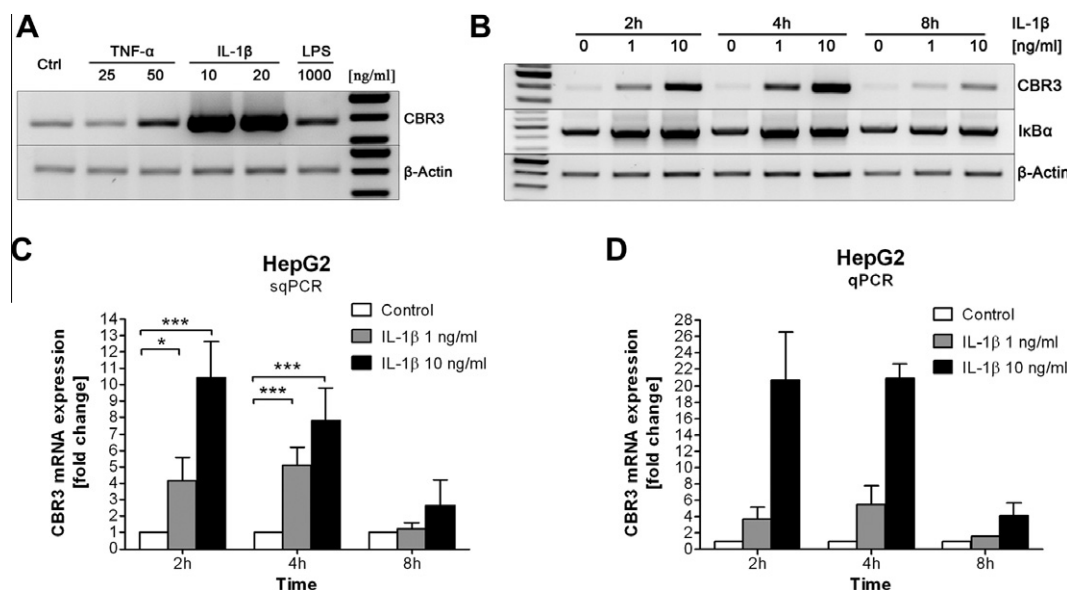 A
TNF-α IL-1β LPS
Ctrl 25 50 10 20 1000 [ng/ml]
CBR3
β-Actin
B
2h 4h 8h IL-1β
0 1 10 0 1 10 0 1 10 [ng/ml]
CBR3
IκBα
β-Actin
C
HepG2
sqPCR
Control
IL-1β 1 ng/ml
IL-1β 10 ng/ml
CBR3 mRNA expression
[fold change]
14
13
12
11
10
9
8
7
6
5
4
3
2
1
0
***
*
***
***
2h 4h 8h
Time
D
HepG2
qPCR
Control
IL-1β 1 ng/ml
IL-1β 10 ng/ml
CBR3 mRNA expression
[fold change]
28
26
24
22
20
18
16
14
12
10
8
6
4
2
0
2h 4h 8h
Time